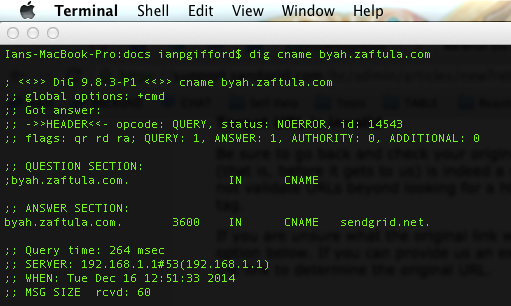 Terminal Shell Edit View Window Help
Ians-MacBook-Pro:docs ianpgifford$ dig cname byah.zaftula.com
; <<>> DiG 9.8.3-P1 <<>> cname byah.zaftula.com
;; global options: +cmd
;; Got answer:
;; ->>HEADER<<- opcode: QUERY, status: NOERROR, id: 14543
;; flags: qr rd ra; QUERY: 1, ANSWER: 1, AUTHORITY: 0, ADDITIONAL: 0
;; QUESTION SECTION:
;byah.zaftula.com. IN CNAME
;; ANSWER SECTION:
byah.zaftula.com. 3600 IN CNAME sendgrid.net.
;; Query time: 264 msec
;; SERVER: 192.168.1.1#53(192.168.1.1)
;; WHEN: Tue Dec 16 12:51:33 2014
;; MSG SIZE rcvd: 60